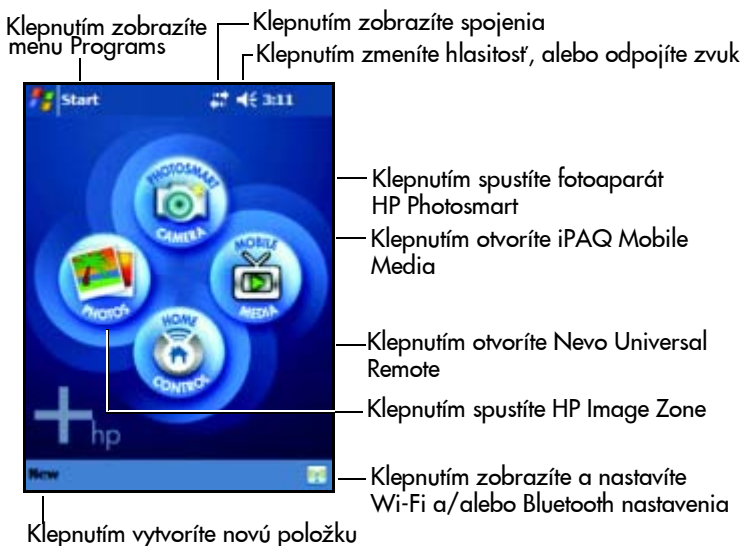 Klepnutím zobrazíte
menu Programs
Klepnutím zobrazíte spojenia
Klepnutím zmeníte hlasitosť, alebo odpojíte zvuk
Start
3:11
PHOTOSMART
CAMERA
Klepnutím spustíte fotoaparát
HP Photosmart
MOBILE
MEDIA
Klepnutím otvoríte iPAQ Mobile
Media
PHOTOS
HOME
CONTROL
Klepnutím otvoríte Nevo Universal
Remote
Klepnutím spustíte HP Image Zone
hp
New
Klepnutím zobrazíte a nastavíte
Wi-Fi a/alebo Bluetooth nastavenia
Klepnutím vytvoríte novú položku